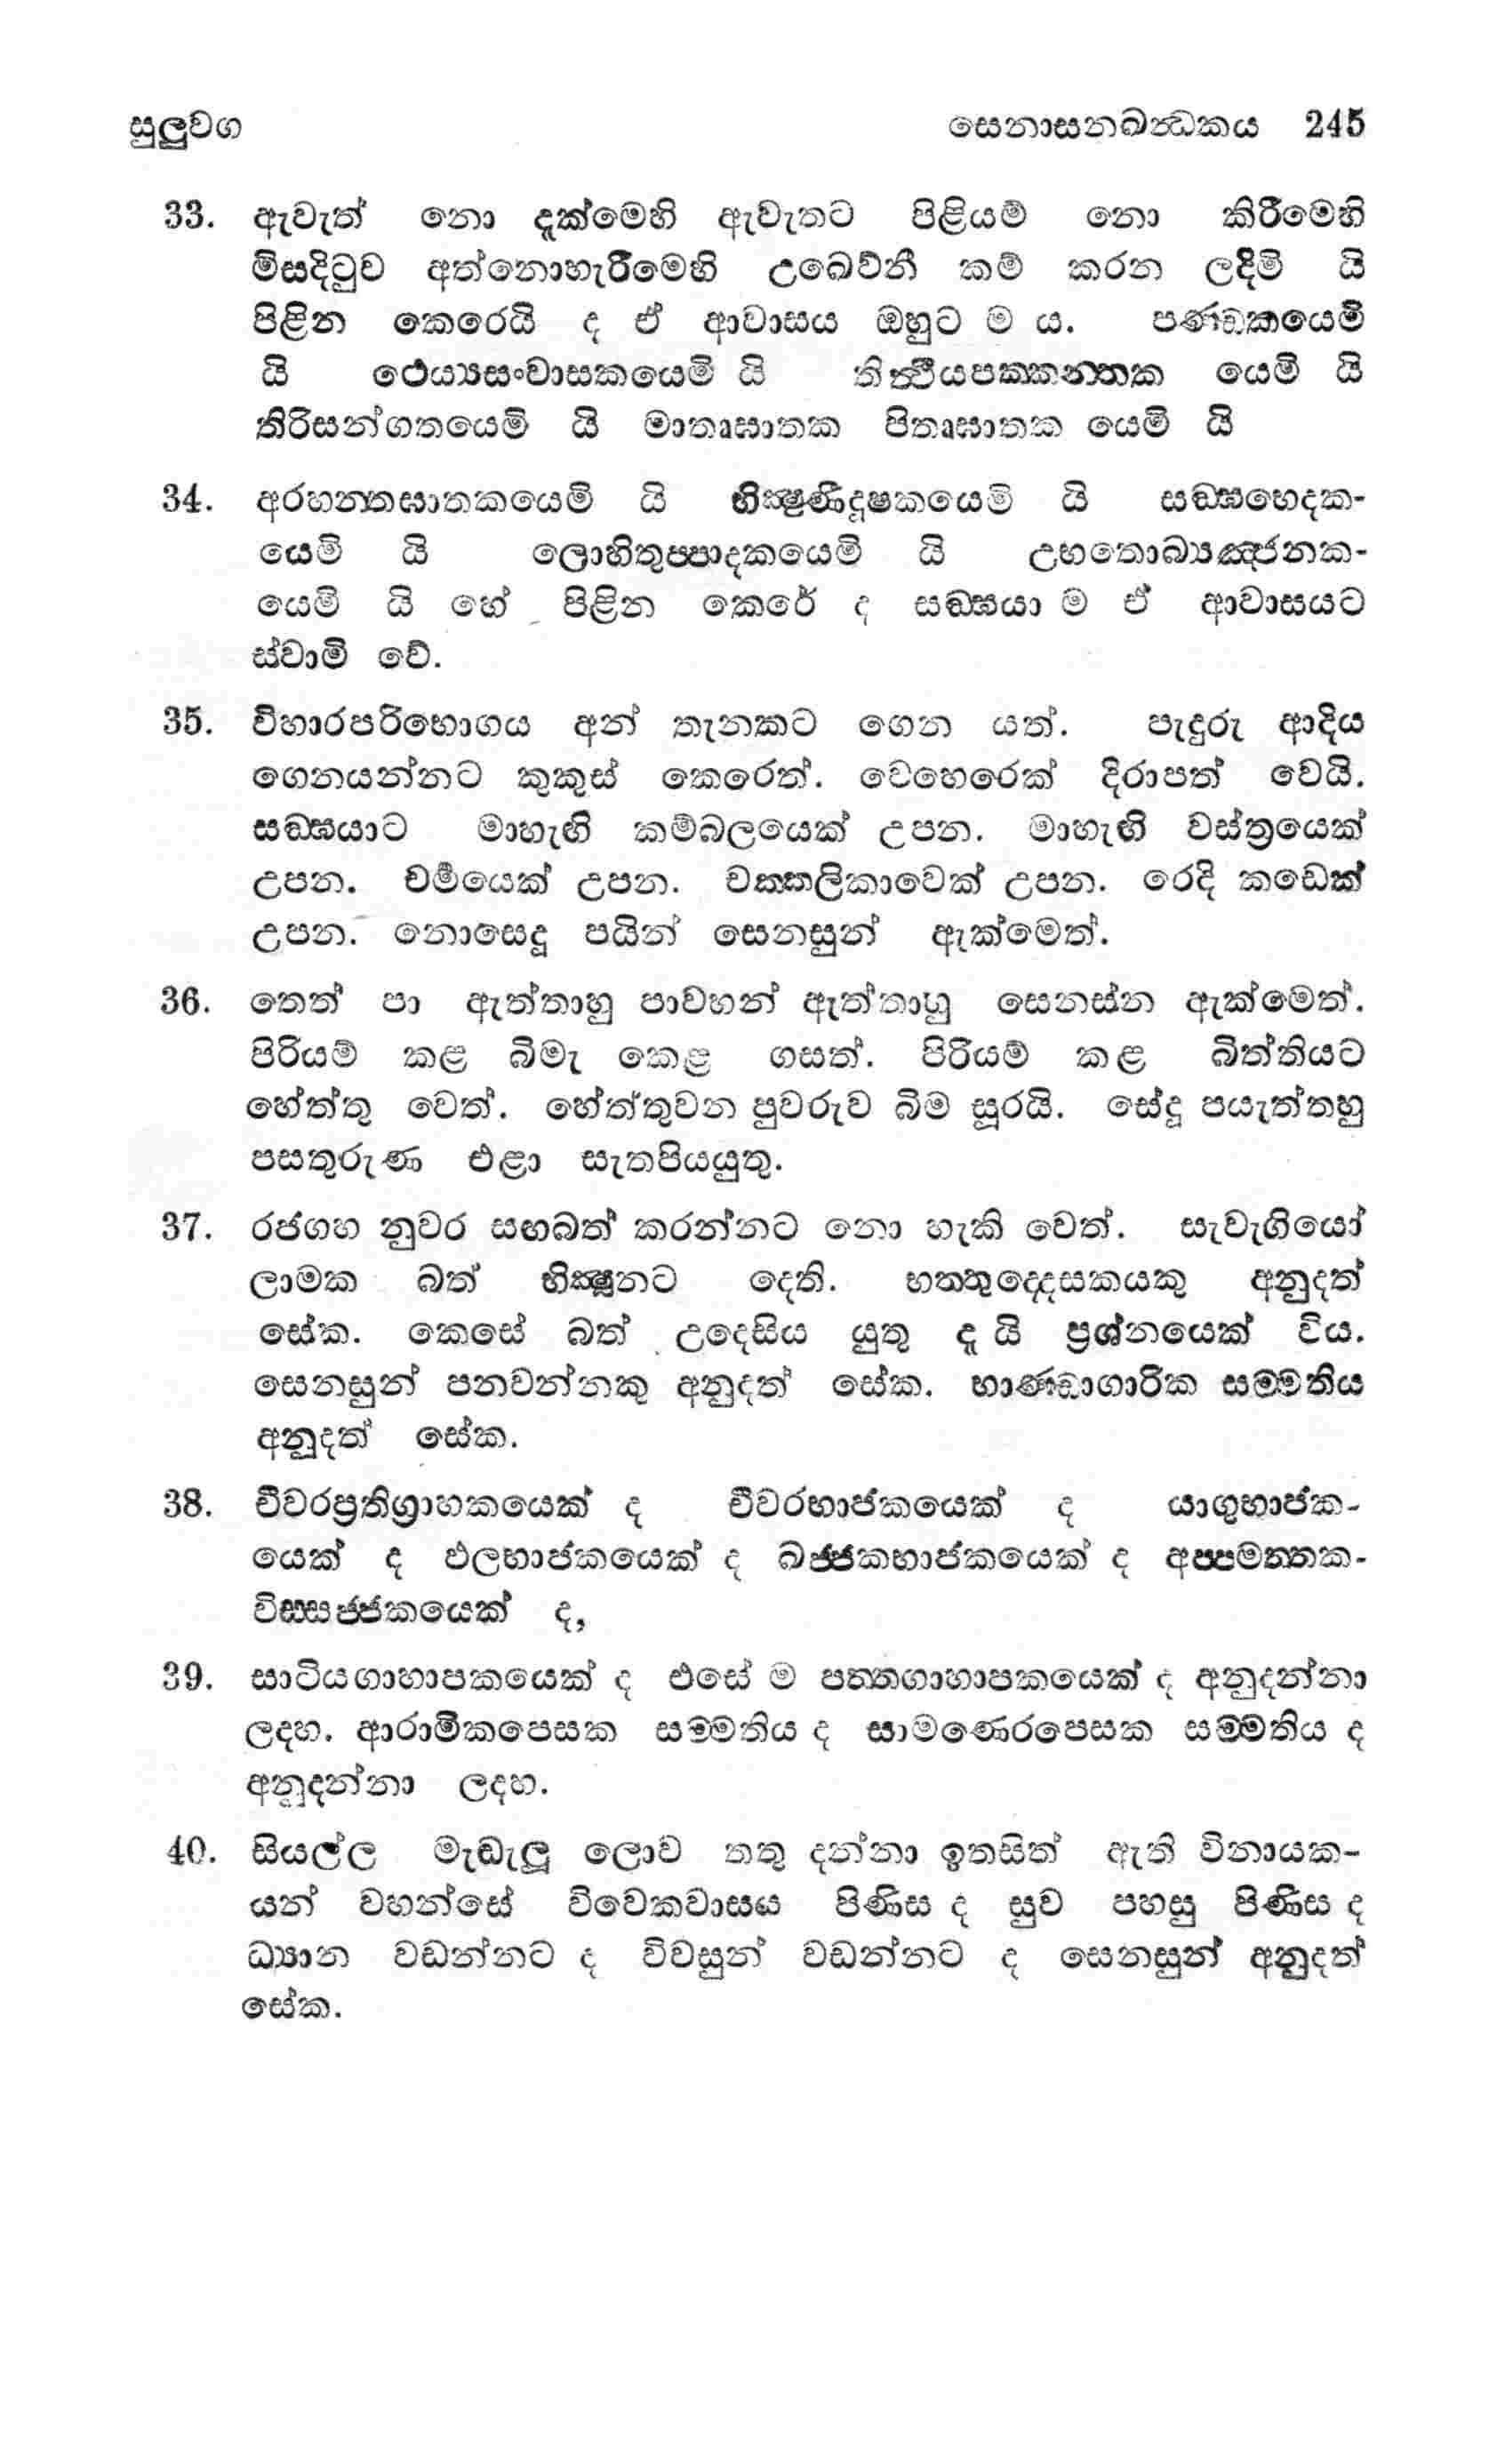 සුලුවග සෙනාසනඛන්‍ධකය 245
33. ඇවැත් නො දැක්මෙහි ඇවැතට පිළියම් නො කිරීමෙහි
මිසදිටුව අත්නොහැරීමෙහි උඛෙව්නී කම් කරන ලදිමි යි
පිළින කෙරෙයි ද ඒ ආවාසය ඔහුට ම ය. පණ්ඩකයෙමි
යි ථෙය්‍යසංවාසකයෙමි යි තිත්‍ථියපක්කන්තක යෙමි යි
තිරිසන්ගතයෙමි යි මාතෘඝාතක පිතෘඝාතක යෙමි යි
34. අරහන්තඝාතකයෙමි යි භික්‍ෂුණීදූෂකයෙමි යි සඞ්ඝභෙදක-
යෙමි යි ලොහිතුප්පාදකයෙමි යි උභතොබ්‍යඤ්ජනක-
යෙමි යි හේ පිළින කෙරේ ද සඞ්ඝයා ම ඒ ආවාසයට
ස්වාමි වේ.
35. විහාරපරිභොගය අන් තැනකට ගෙන යත්. පැදුරු ආදිය
ගෙනයන්නට කුකුස් කෙරෙත්. වෙහෙරෙක් දිරාපත් වෙයි.
සඞ්ඝයාට මාහැඟි කම්බලයෙක් උපන. මාහැඟි වස්ත්‍රයෙක්
උපන. චර්‍මයෙක් උපන. චක්කලිකාවෙක් උපන. රෙදි කඩෙක්
උපන. නොසෙදූ පයින් සෙනසුන් ඇක්මෙත්.
36. තෙත් පා ඇත්තාහු පාවහන් ඇත්තාහු සෙනස්න ඇක්මෙත්.
පිරියම් කළ බිමැ කෙළ ගසත්. පිරියම් කළ බිත්තියට
හේත්තු වෙත්. හේත්තුවන පුවරුව බිම සූරයි. සේදූ පයැත්තහු
පසතුරුණ එළා සැතපියයුතු.
37. රජගහ නුවර සඟබත් කරන්නට නො හැකි වෙත්. සැවැගියෝ
ලාමක බත් භික්‍ෂූනට දෙති. භත්තුද්දෙසකයකු අනුදත්
සේක. කෙසේ බත් උදෙසිය යුතු දැ යි ප්‍රශ්නයෙක් විය.
සෙනසුන් පනවන්නකු අනුදත් සේක. භාණ්ඩාගාරික සම්මතිය
අනුදත් සේක.
38. චීවරප්‍රතිග්‍රාහකයෙක් ද චීවරභාජකයෙක් ද යාගුභාජක-
යෙක් ද ඵලභාජකයෙක් ද ඛජ්ජකභාජකයෙක් ද අප්පමත්තක-
විස්සජ්ජකයෙක් ද,
39. සාටියගාහාපකයෙක් ද එසේ ම පත්තගාහාපකයෙක් ද අනුදන්නා
ලදහ. ආරාමිකපෙසක සම්මතිය ද සාමණෙරපෙසක සම්මතිය ද
අනුදන්නා ලදහ.
40. සියල්ල මැඬැලූ ලොව තතු දන්නා ඉතසිත් ඇති විනායක-
යන් වහන්සේ විවෙකවාසය පිණිස ද සුව පහසු පිණිස ද
ධ්‍යාන වඩන්නට ද විවසුන් වඩන්නට ද සෙනසුන් අනුදත්
සේක.